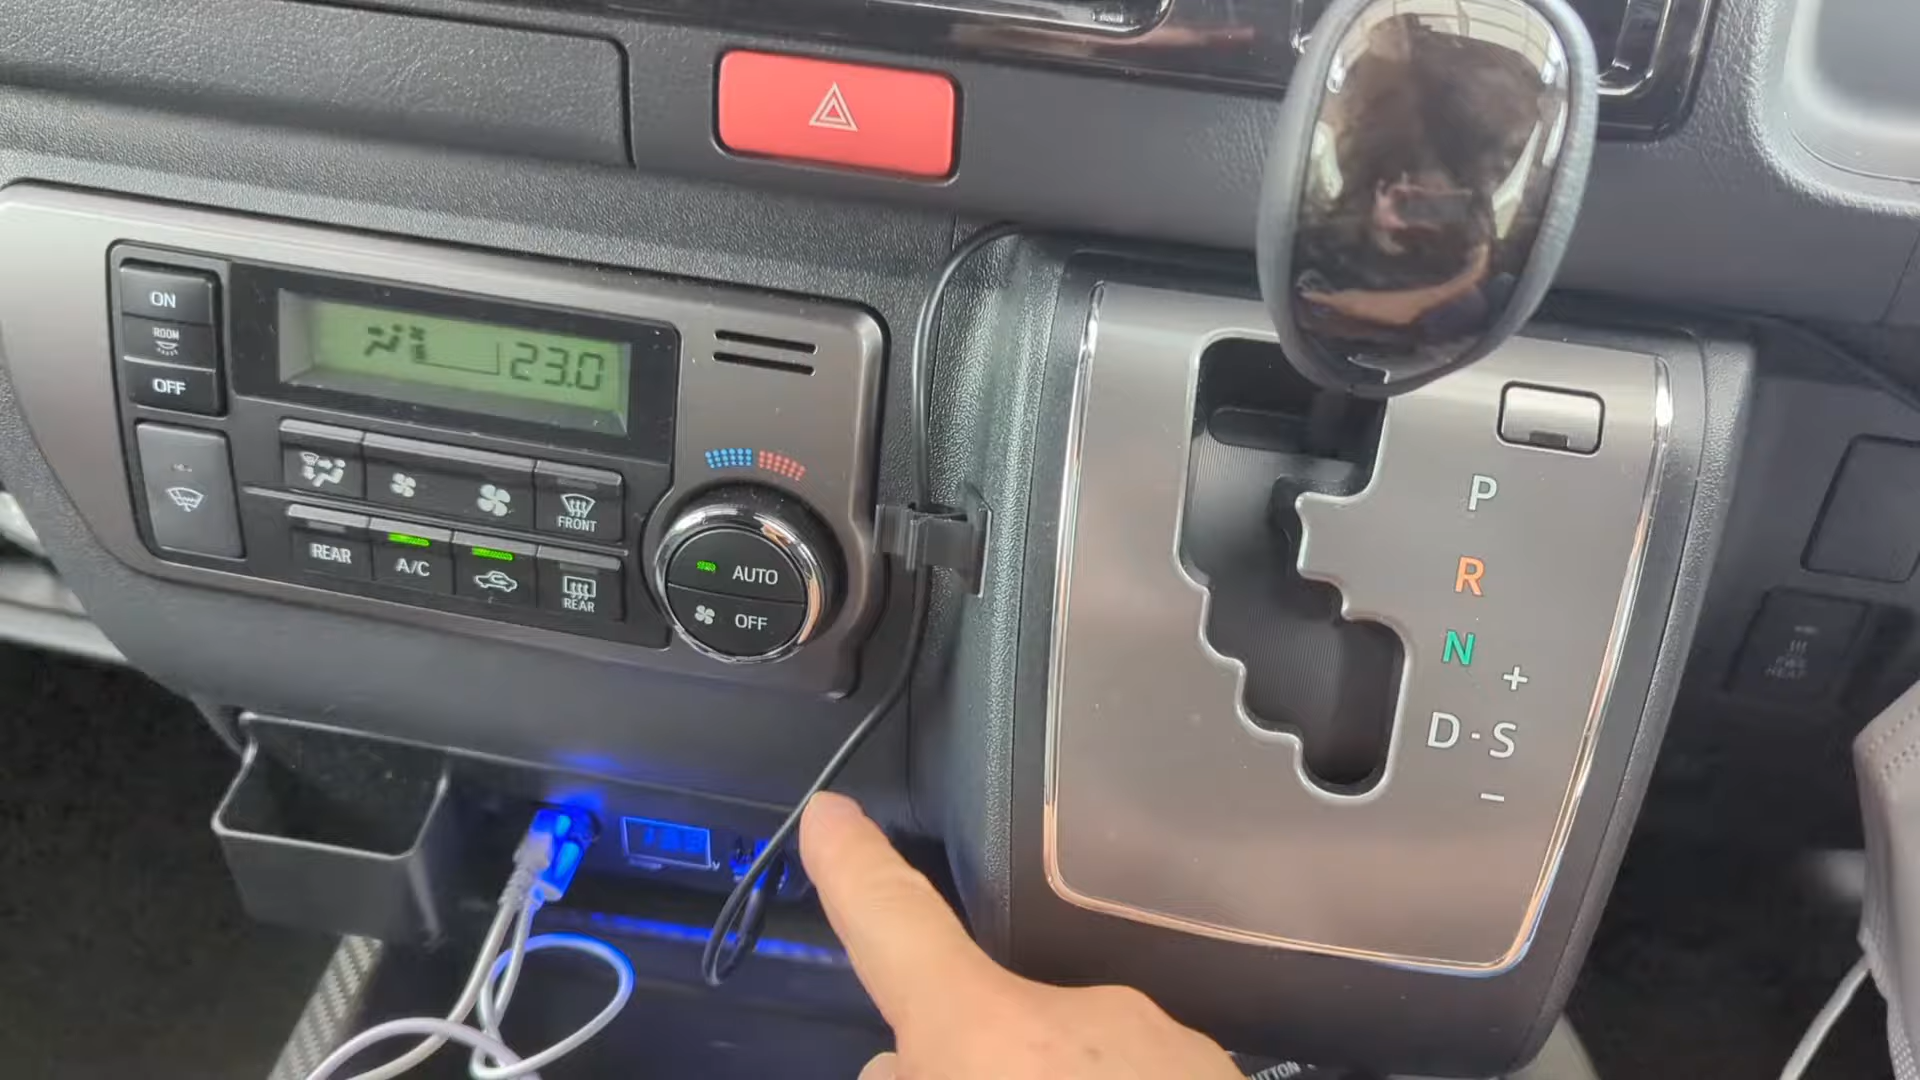 ON
ROOM
OFF
23.0
FRONT
REAR
A/C
REAR
AUTO
OFF
P
R
N
+
D-S
−
V